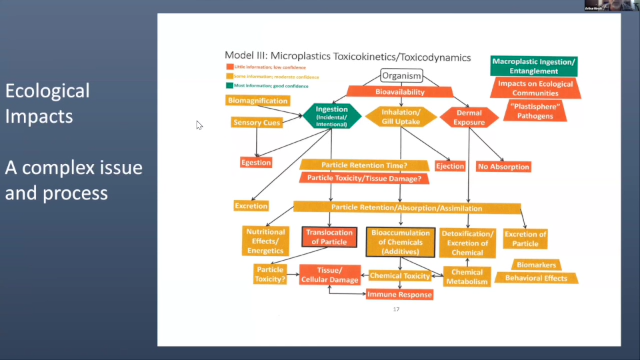 Ecological
Impacts
A complex issue
and process
Model III: Microplastics Toxicokinetics/Toxicodynamics
Little information; low confidence
Some information; moderate confidence
Most information; good confidence
Organism
Bioavailability
Macroplastic Ingestion/
Entanglement
Impacts on Ecological
Communities
"Plastisphere"
Pathogens
Biomagnification
Sensory Cues
Ingestion
(Incidental/
Intentional)
Inhalation/
Gill Uptake
Dermal
Exposure
Egestion
Particle Retention Time?
Ejection
No Absorption
Particle Toxicity/Tissue Damage?
Excretion
Particle Retention/Absorption/Assimilation
Nutritional
Effects/
Energetics
Translocation
of Particle
Bioaccumulation
of Chemicals
(Additives)
Detoxification/
Excretion of
Chemical
Excretion of
Particle
Particle
Toxicity?
Tissue/
Cellular Damage
Chemical Toxicity
Chemical
Metabolism
Biomarkers
Behavioral Effects
Immune Response
17